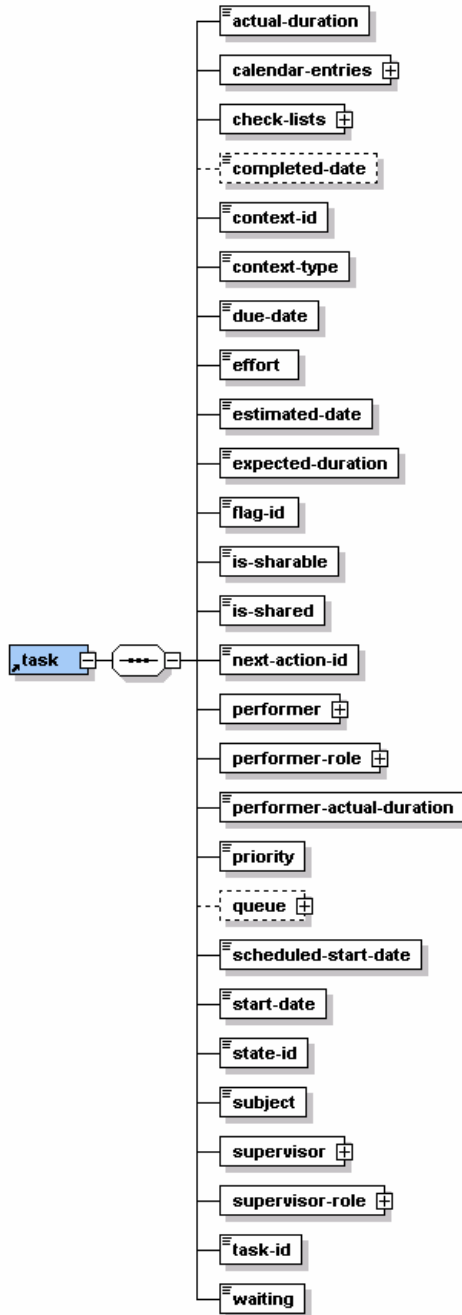 actual-duration
calendar-entries
check-lists
completed-date
context-id
context-type
due-date
effort
estimated-date
expected-duration
flag-id
is-sharable
is-shared
task
next-action-id
performer
performer-role
performer-actual-duration
priority
queue
scheduled-start-date
start-date
state-id
subject
supervisor
supervisor-role
task-id
waiting